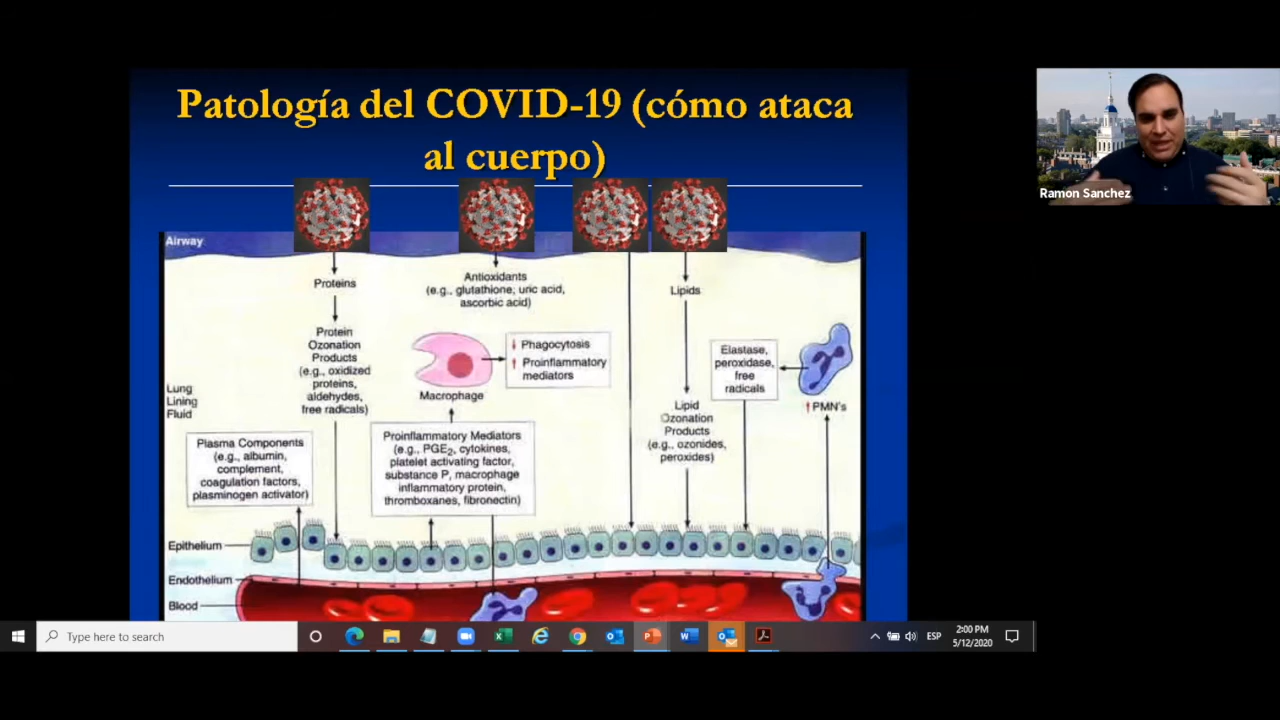 Patología del COVID-19 (cómo ataca
al cuerpo)
Ramon Sanchez
Airway
Proteins
Antioxidants
(e.g., glutathione; uric acid,
ascorbic acid)
Lipids
Protein
Ozonation
Products
(e.g., oxidized
proteins,
aldehydes,
free radicals)
Phagocytosis
Proinflammatory
mediators
Macrophage
Elastase,
peroxidase,
free
radicals
PMN's
Lung
Lining
Fluid
Plasma Components
(e.g., albumin,
complement,
coagulation factors,
plasminogen activator)
Proinflammatory Mediators
(e.g., PGE2, cytokines,
platelet activating factor,
substance P, macrophage
inflammatory protein,
thromboxanes, fibronectin)
Lipid
Ozonation
Products
(e.g., ozonides,
peroxides)
Epithelium
Endothelium
Blood
Type here to search
ESP
2:00 PM
5/12/2020